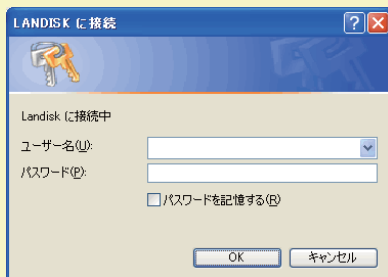 LANDISK に接続
Landisk に接続中
ユーザー名(U):
パスワード(P):
パスワードを記憶する(R)
OK キャンセル